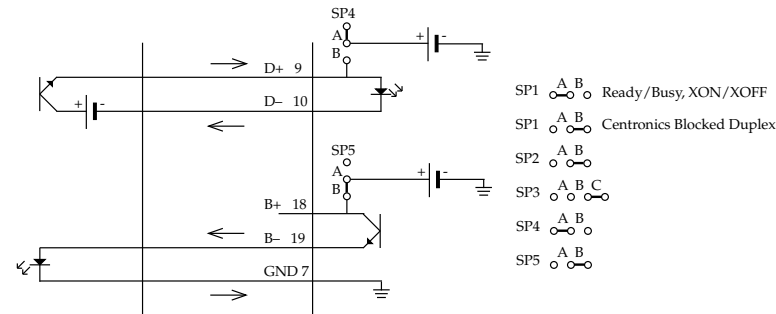 SP4
A
B
+ -
D+ 9
+ -
D– 10
SP5
A
B
+ -
B+ 18
B– 19
GND 7
SP1 A B Ready/Busy, XON/XOFF
SP1 A B Centronics Blocked Duplex
SP2 A B
SP3 A B C
SP4 A B
SP5 A B